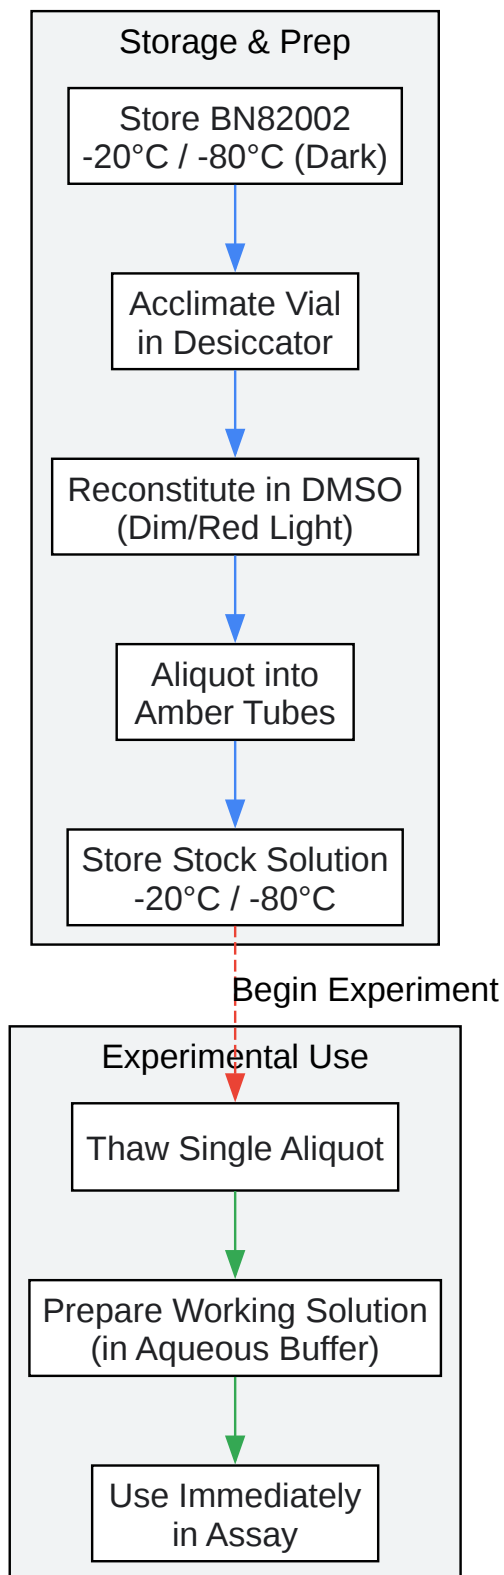 Storage & Prep
Store BN82002
-20°C / -80°C (Dark)
Acclimate Vial
in Desiccator
Reconstitute in DMSO
(Dim/Red Light)
Aliquot into
Amber Tubes
Store Stock Solution
-20°C / -80°C
Begin Experiment
Experimental Use
Thaw Single Aliquot
Prepare Working Solution
(in Aqueous Buffer)
Use Immediately
in Assay